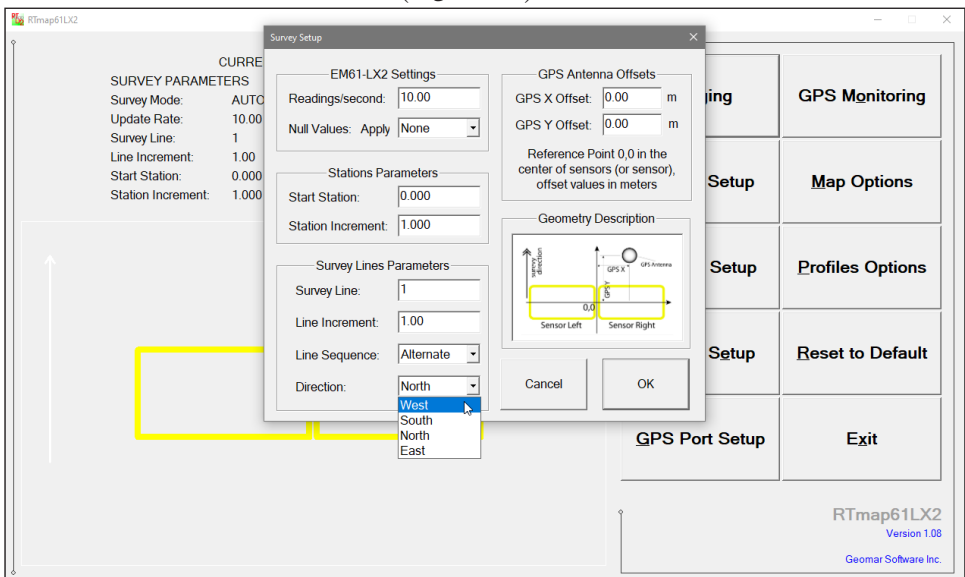 RTmap61LX2
CURRE
SURVEY PARAMETERS
Survey Mode: AUTO
Update Rate: 10.00
Survey Line: 1
Line Increment: 1.00
Start Station: 0.000
Station Increment: 1.000
Survey Setup
EM61-LX2 Settings
Readings/second: 10.00
Null Values: Apply None
Stations Parameters
Start Station: 0.000
Station Increment: 1.000
Survey Lines Parameters
Survey Line: 1
Line Increment: 1.00
Line Sequence: Alternate
Direction: North
West
South
North
East
GPS Antenna Offsets
GPS X Offset: 0.00 m
GPS Y Offset: 0.00 m
Reference Point 0,0 in the
center of sensors (or sensor),
offset values in meters
Geometry Description
survey
direction
GPS X
GPS Antenna
GPS Y
0,0
Sensor Left
Sensor Right
Cancel
OK
ging
GPS Monitoring
Setup
Map Options
Setup
Profiles Options
Setup
Reset to Default
GPS Port Setup
Exit
RTmap61LX2
Version 1.08
Geomar Software Inc.